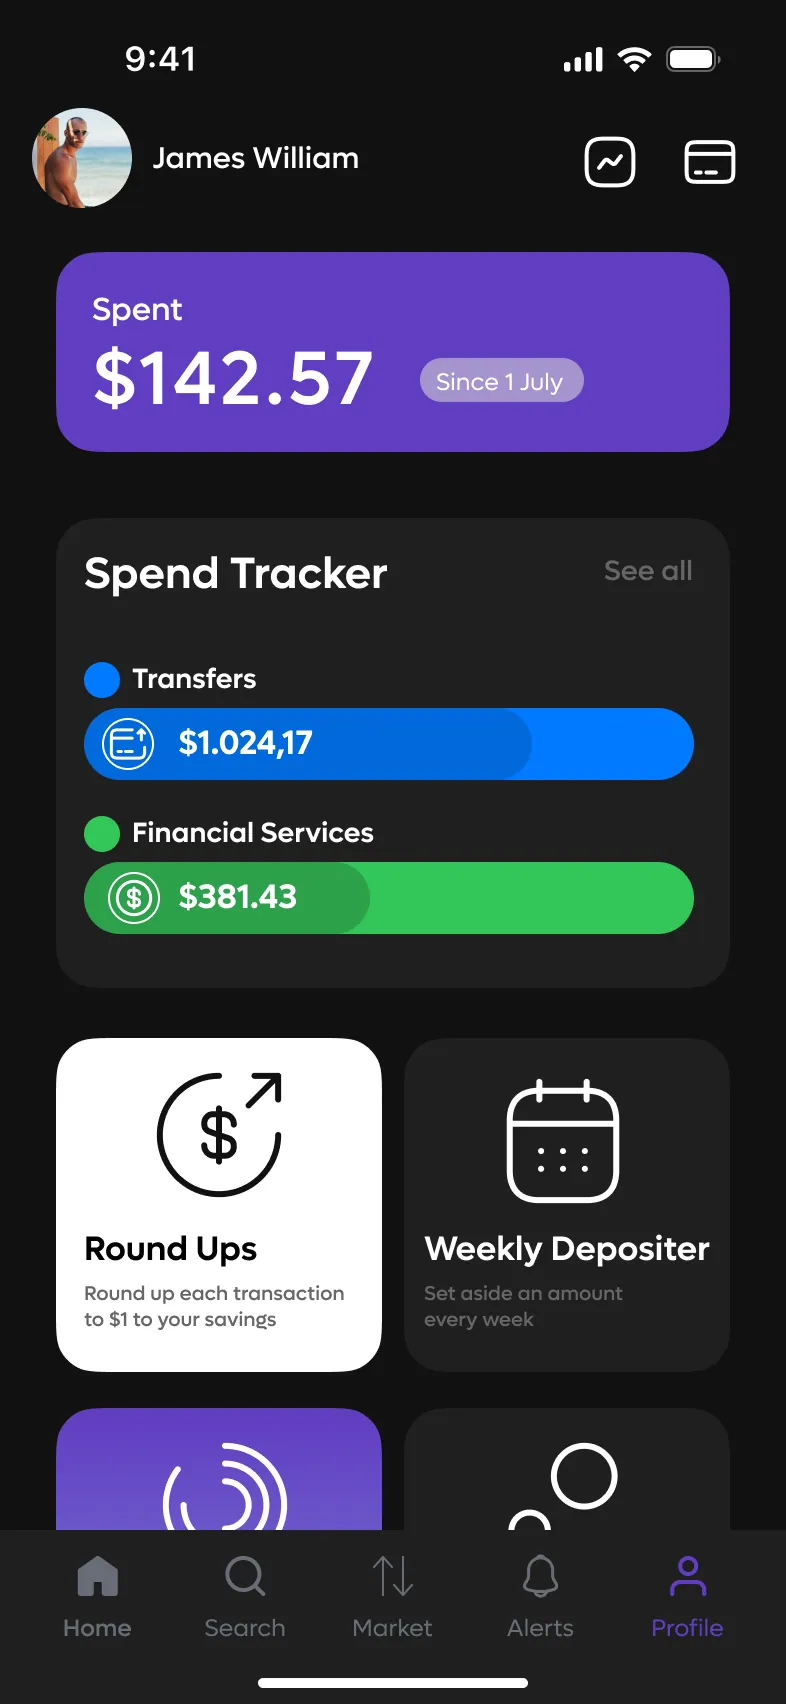 9:41
James William
Spent
$142.57
Since 1 July
Spend Tracker
See all
Transfers
$1.024,17
Financial Services
$381.43
Round Ups
Round up each transaction
to $1 to your savings
Weekly Depositer
Set aside an amount
every week
Home
Search
Market
Alerts
Profile